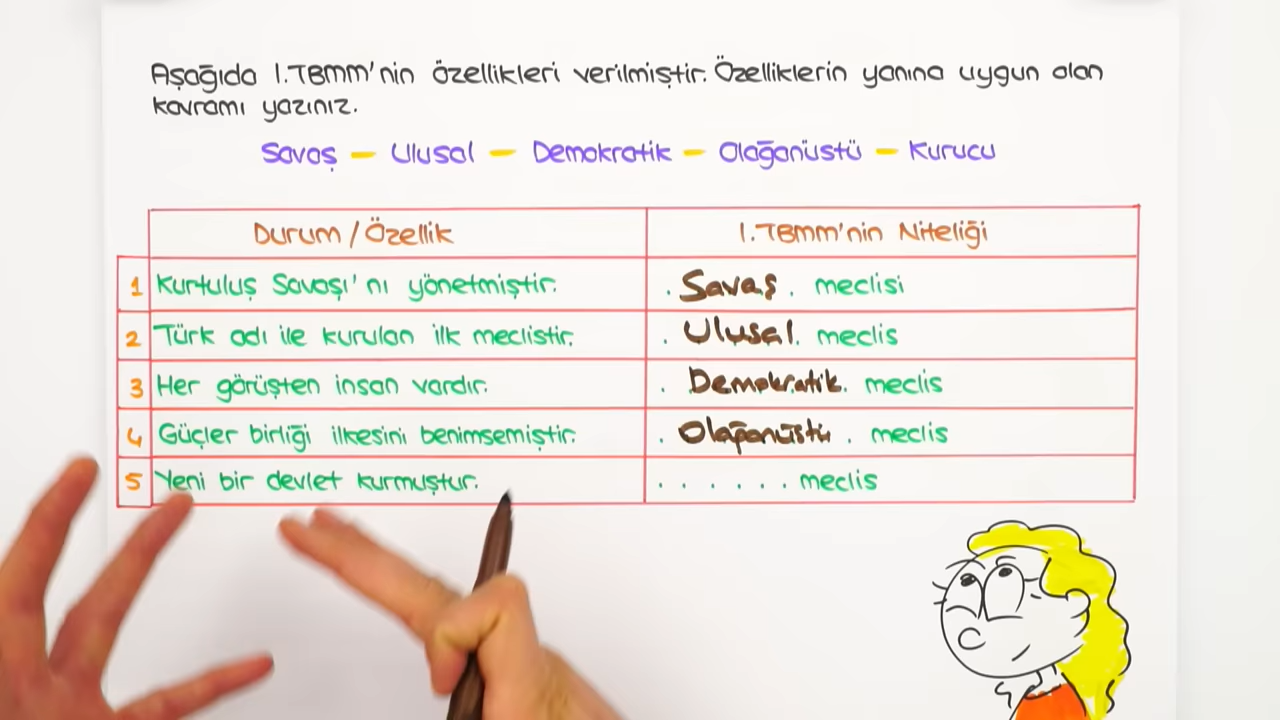 Aşağıda I.TBMM'nin özellikleri verilmiştir. Özelliklerin yanına uygun olan
kavramı yazınız.
Savaş – Ulusal – Demokratik – Olağanüstü – Kurucu
Durum / Özellik I.TBMM'nin Niteliği
1 Kurtuluş Savaşı'nı yönetmiştir. . Savaş . meclisi
2 Türk adı ile kurulan ilk meclistir. . Ulusal . meclis
3 Her görüşten insan vardır. . Demokratik . meclis
4 Güçler birliği ilkesini benimsemiştir. . Olağanüstü . meclis
5 Yeni bir devlet kurmuştur. . . . . . . meclis